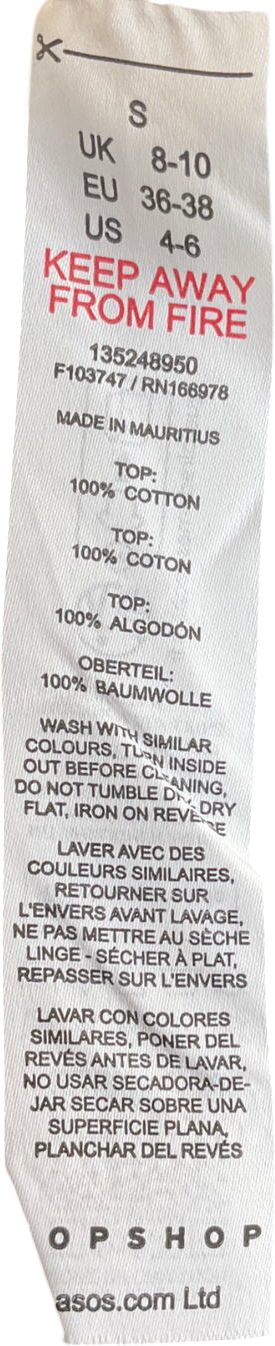 S
UK 8-10
EU 36-38
US 4-6
KEEP AWAY
FROM FIRE
135248950
F103747 / RN166978
MADE IN MAURITIUS
TOP:
100% COTTON
TOP:
100% COTON
TOP:
100% ALGODÓN
OBERTEIL:
100% BAUMWOLLE
WASH WITH SIMILAR
COLOURS, TURN INSIDE
OUT BEFORE CLEANING,
DO NOT TUMBLE DRY, DRY
FLAT, IRON ON REVERSE
LAVER AVEC DES
COULEURS SIMILAIRES,
RETOURNER SUR
L'ENVERS AVANT LAVAGE,
NE PAS METTRE AU SÈCHE
LINGE - SÉCHER À PLAT,
REPASSER SUR L'ENVERS
LAVAR CON COLORES
SIMILARES, PONER DEL
REVÉS ANTES DE LAVAR,
NO USAR SECADORA-DE-
JAR SECAR SOBRE UNA
SUPERFICIE PLANA,
PLANCHAR DEL REVÉS
OPSHOP
asos.com Ltd